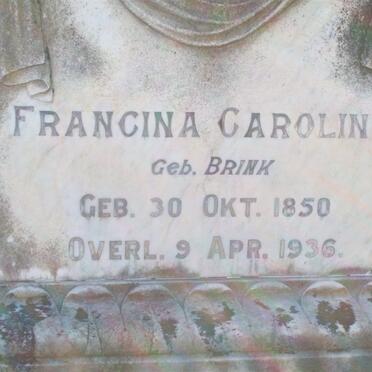 FRANCINA CAROLIN
Geb. BRINK
GEB. 30 OKT. 1850
OVERL. 9 APR. 1936.